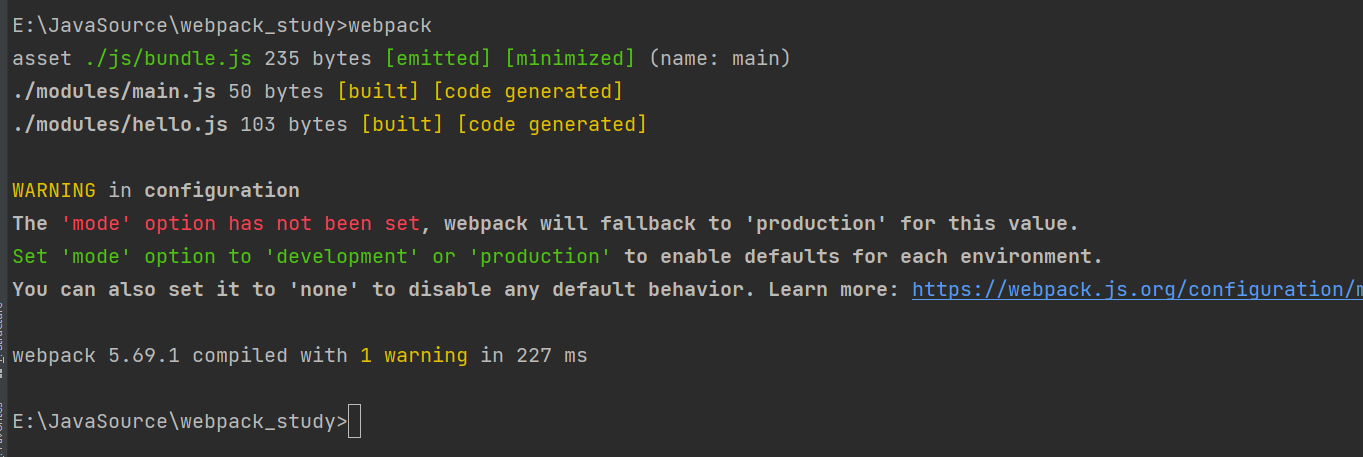 E:\JavaSource\webpack_study>webpack
asset ./js/bundle.js 235 bytes [emitted] [minimized] (name: main)
./modules/main.js 50 bytes [built] [code generated]
./modules/hello.js 103 bytes [built] [code generated]
WARNING in configuration
The 'mode' option has not been set, webpack will fallback to 'production' for this value.
Set 'mode' option to 'development' or 'production' to enable defaults for each environment.
You can also set it to 'none' to disable any default behavior. Learn more: https://webpack.js.org/configuration/m
webpack 5.69.1 compiled with 1 warning in 227 ms
E:\JavaSource\webpack_study>